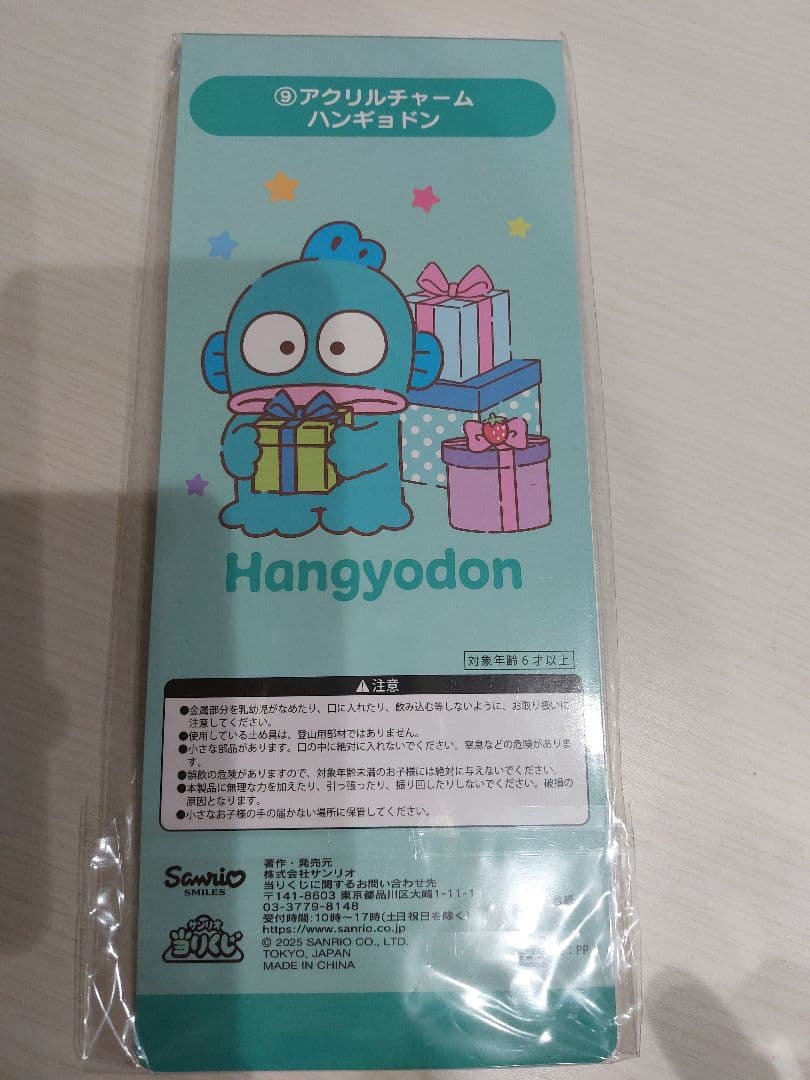 ⑨アクリルチャーム
ハンギョドン
Hangyodon
対象年齢6才以上
⚠注意
●金属部分を乳幼児がなめたり、口に入れたり、飲み込む等しないように、お取り扱いに
注意してください。
●使用している止め具は、登山用部材ではありません。
●小さな部品があります。口の中に絶対に入れないでください。窒息などの危険がありま
す。
●誤飲の危険がありますので、対象年齢未満のお子様には絶対に与えないでください。
●本製品に無理な力を加えたり、引っ張ったり、振り回したりしないでください。破損の
原因となります。
●小さなお子様の手の届かない場所に保管してください。
Sanrio
SMILES
サンリオ
当りくじ
著作・発売元
株式会社サンリオ
当りくじに関するお問い合わせ先
〒141-8603 東京都品川区大崎1-11-1
03-3779-8148
受付時間:10時~17時(土日祝日を除く)
https://www.sanrio.co.jp
© 2025 SANRIO CO., LTD.
TOKYO, JAPAN
MADE IN CHINA
: PP